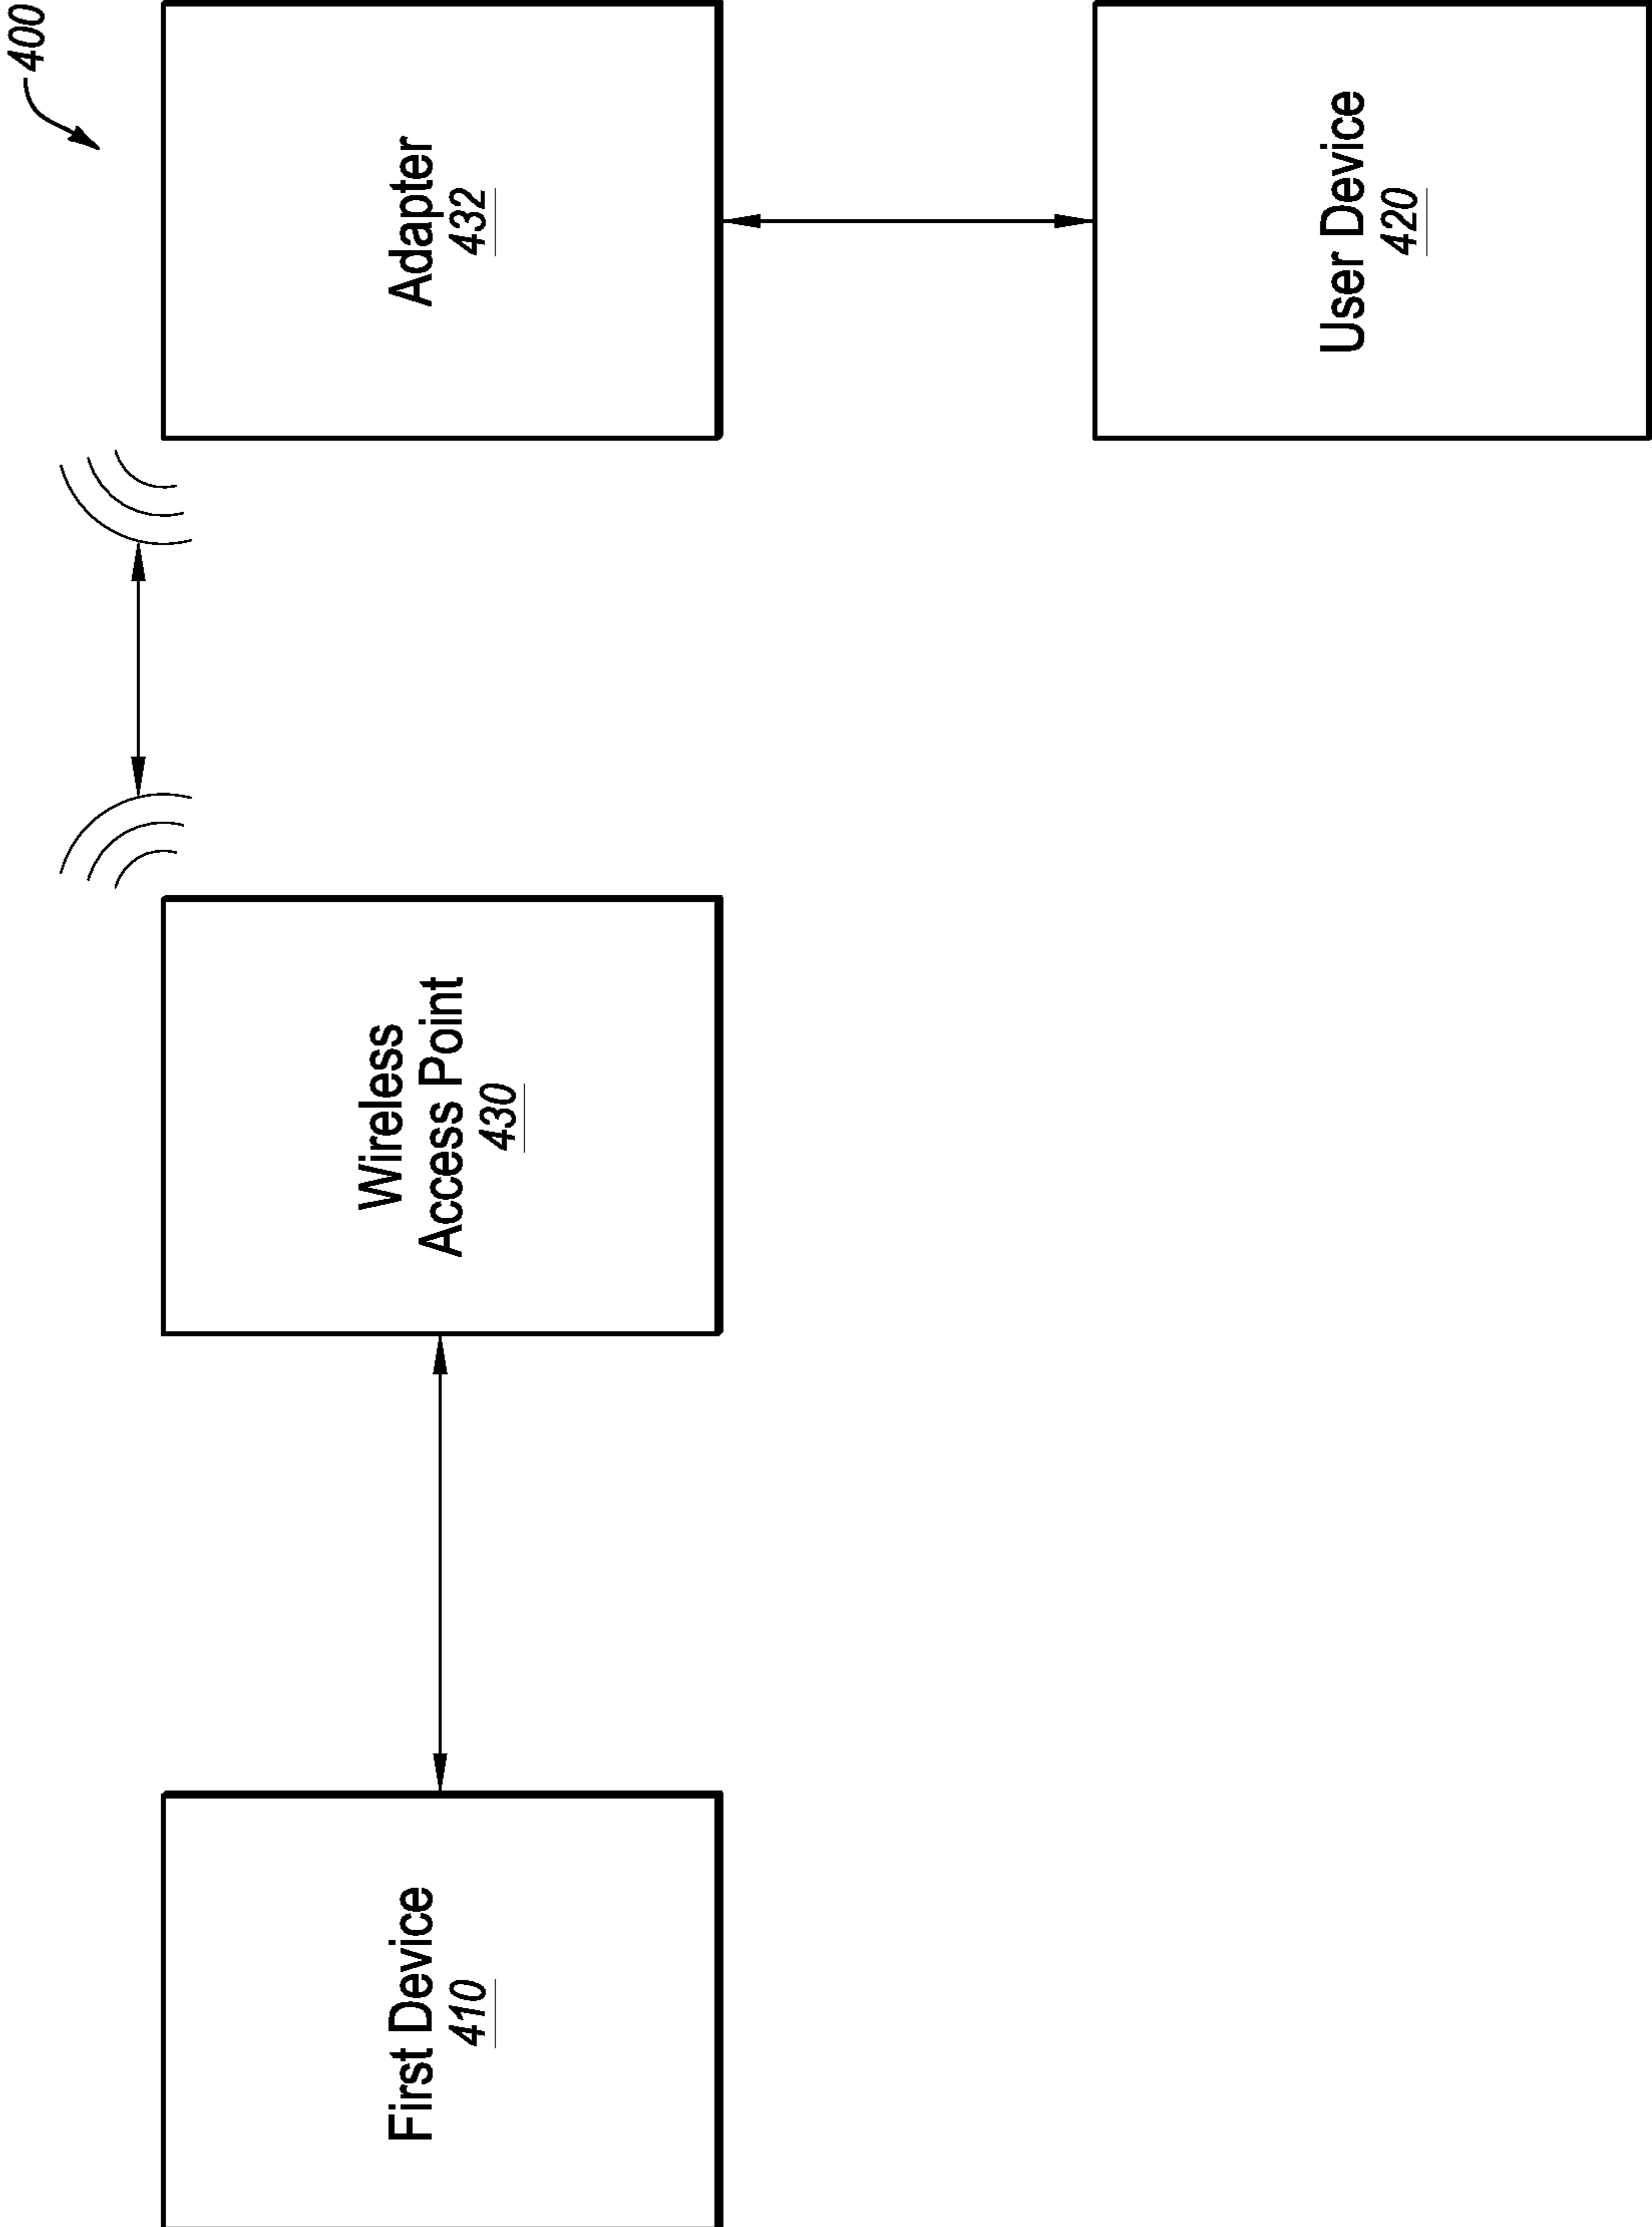 400
First Device
410
Wireless
Access Point
430
Adapter
432
User Device
420